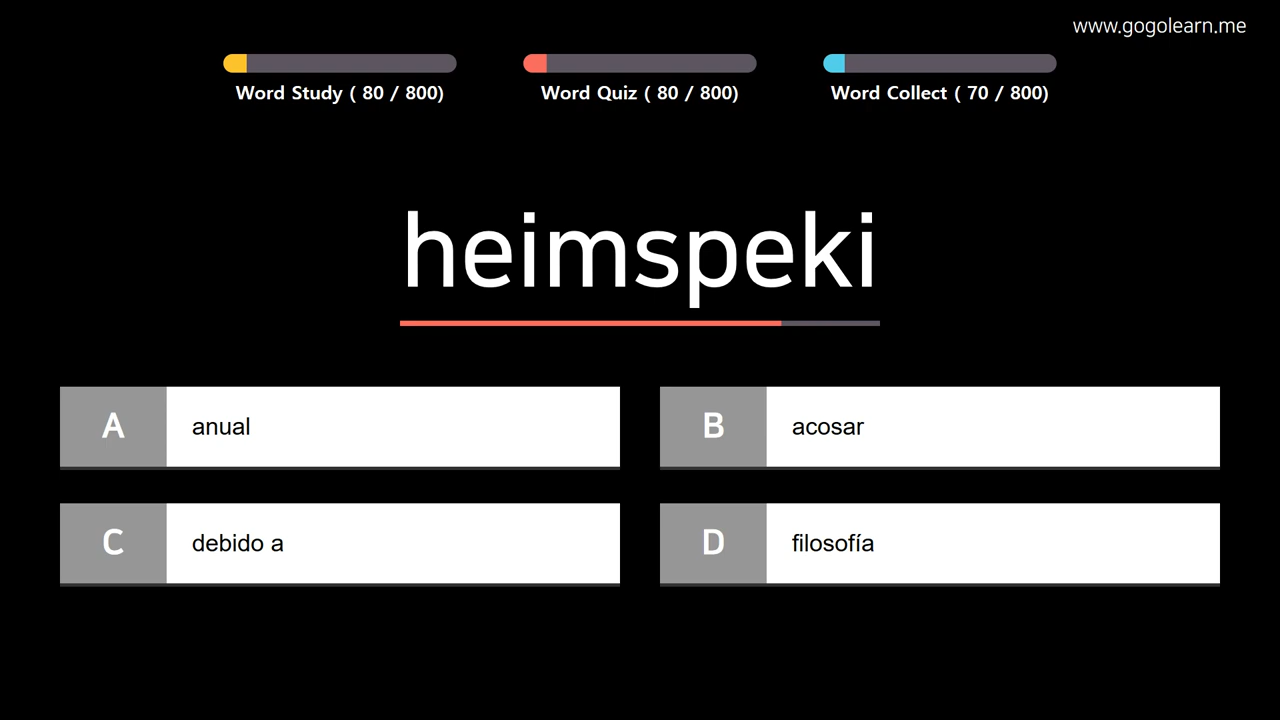 www.gogolearn.me
Word Study ( 80 / 800)
Word Quiz ( 80 / 800)
Word Collect ( 70 / 800)
heimspeki
A anual
B acosar
C debido a
D filosofía